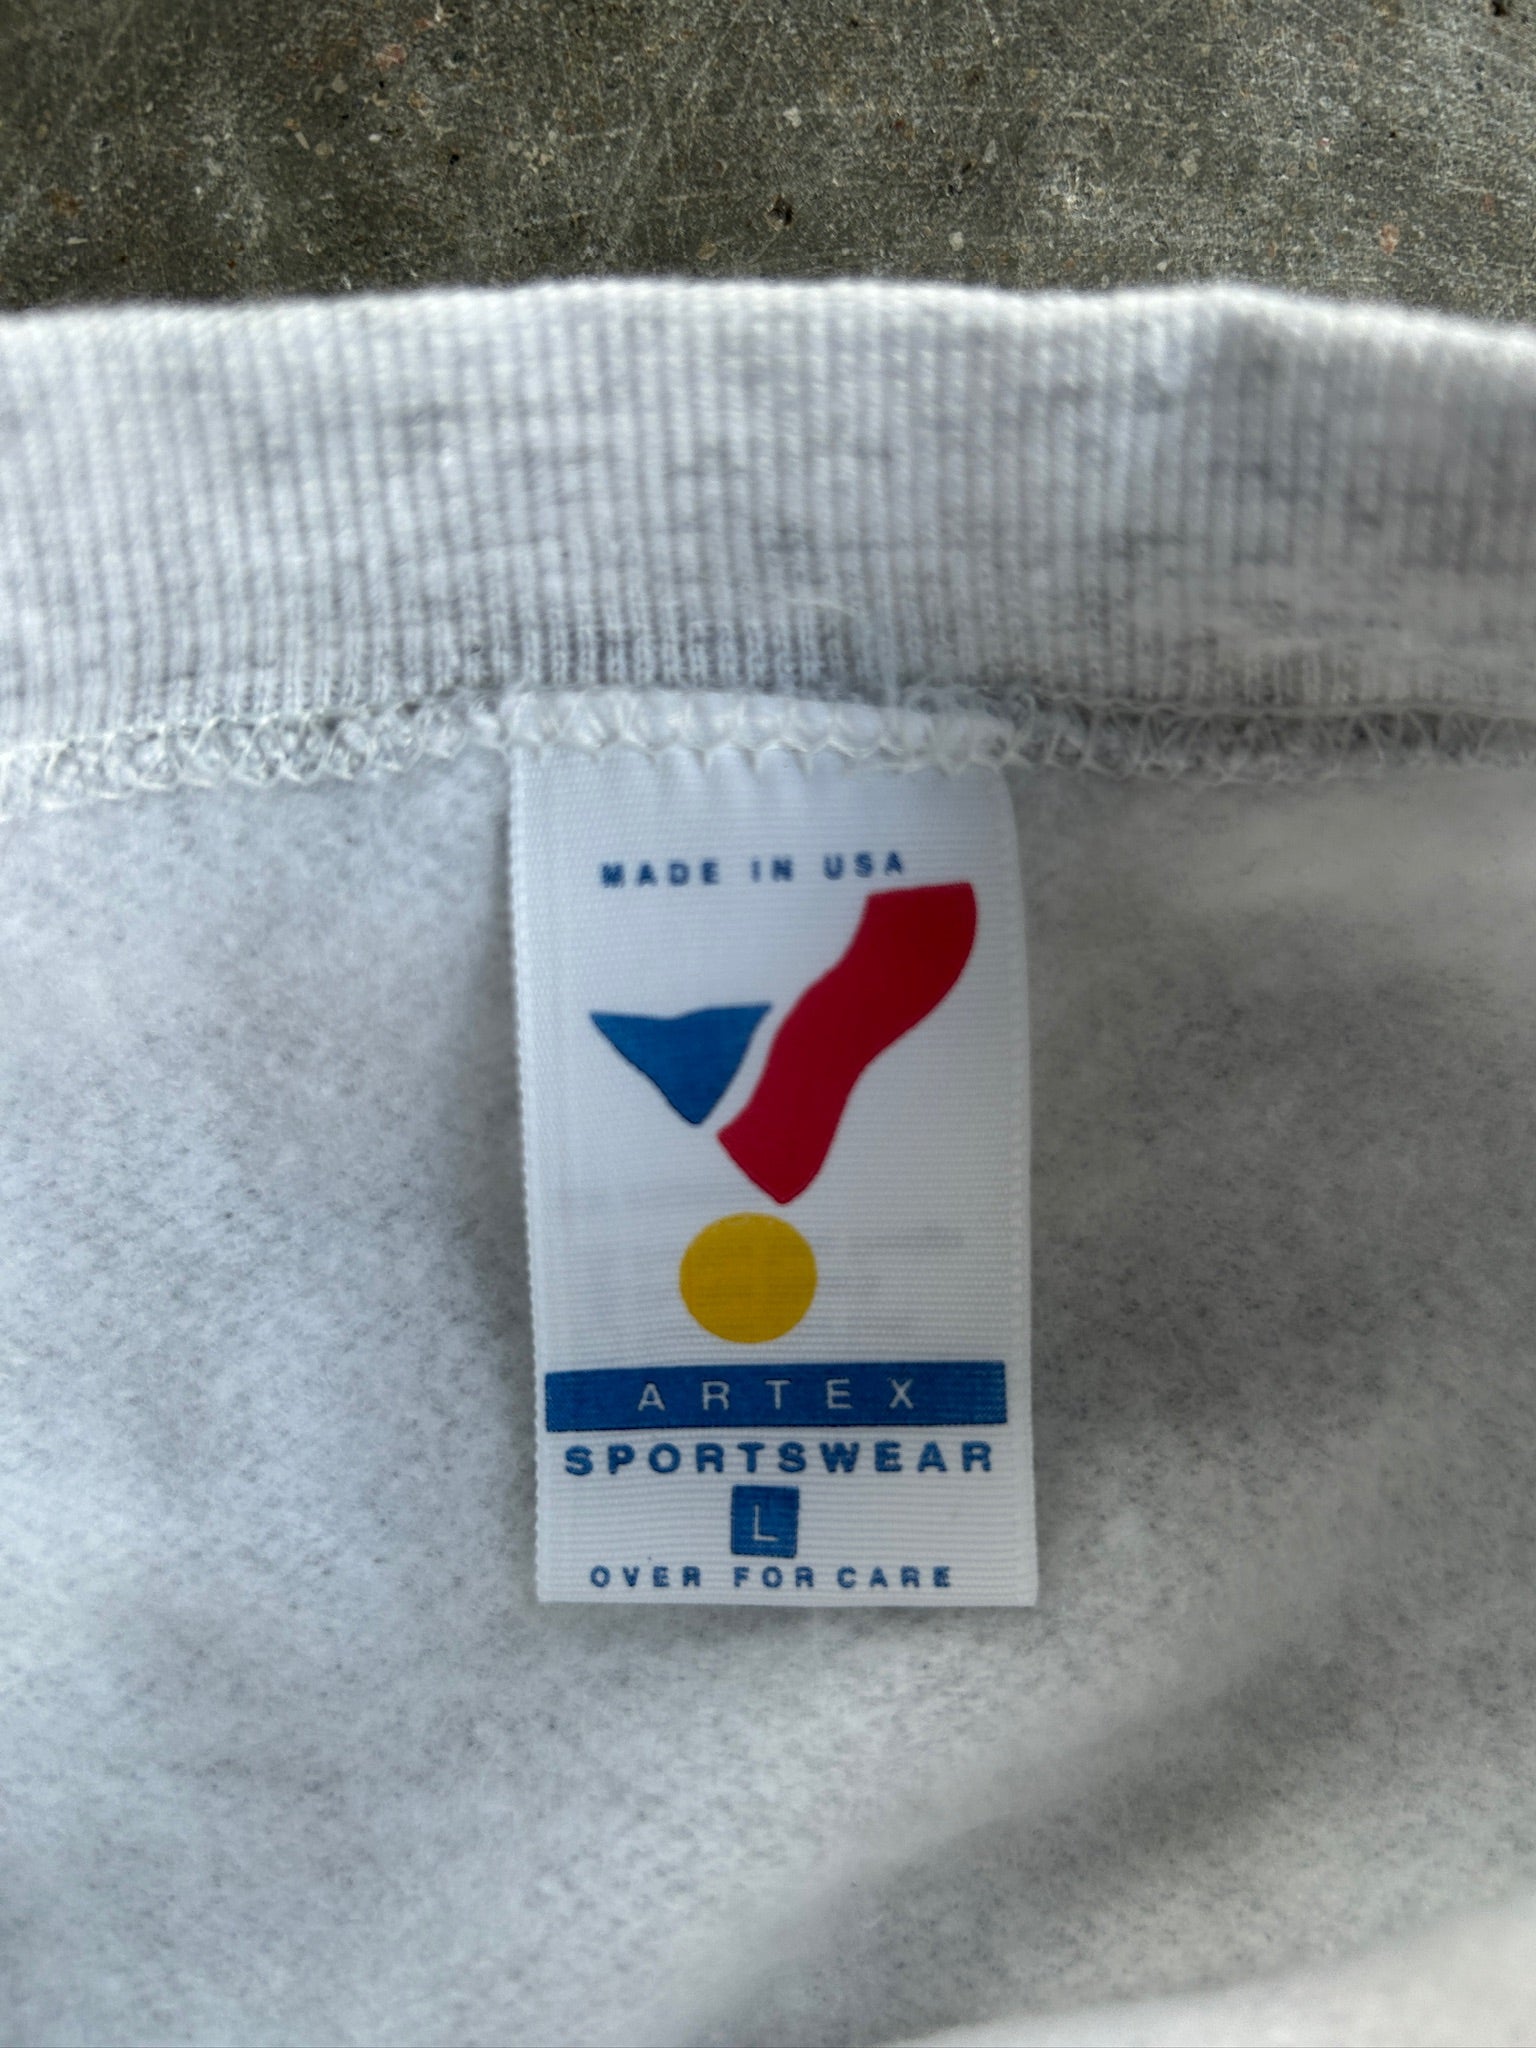 MADE IN USA
ARTEX
SPORTSWEAR
L
OVER FOR CARE